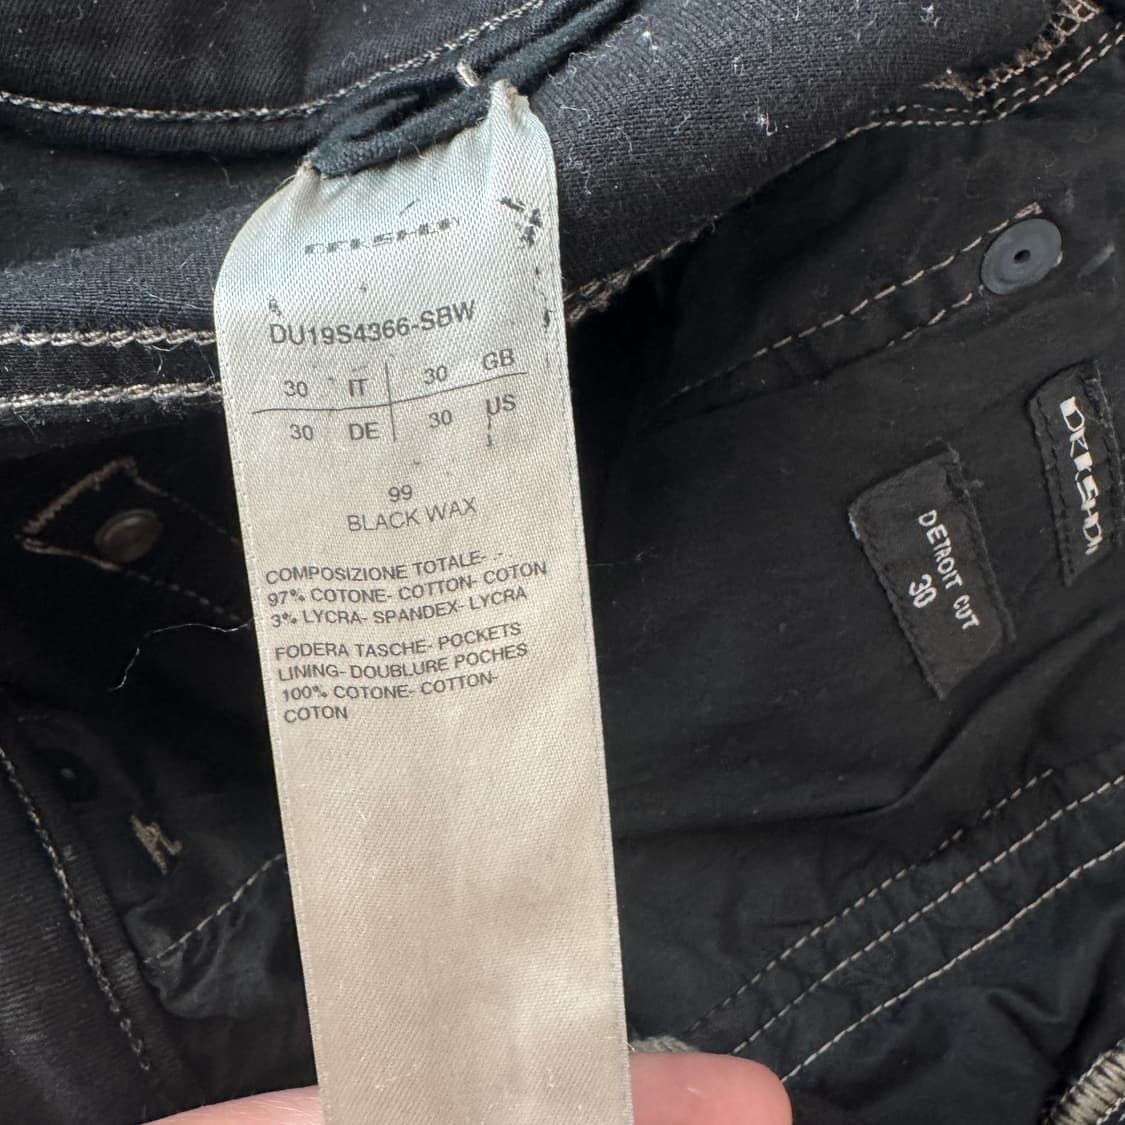 DRKSHDW
DU19S4366-SBW
30 IT 30 GB
30 DE 30 US
99
BLACK WAX
COMPOSIZIONE TOTALE-
97% COTONE- COTTON- COTON
3% LYCRA- SPANDEX- LYCRA
FODERA TASCHE- POCKETS
LINING- DOUBLURE POCHES
100% COTONE- COTTON-
COTON
DETROIT CUT
30